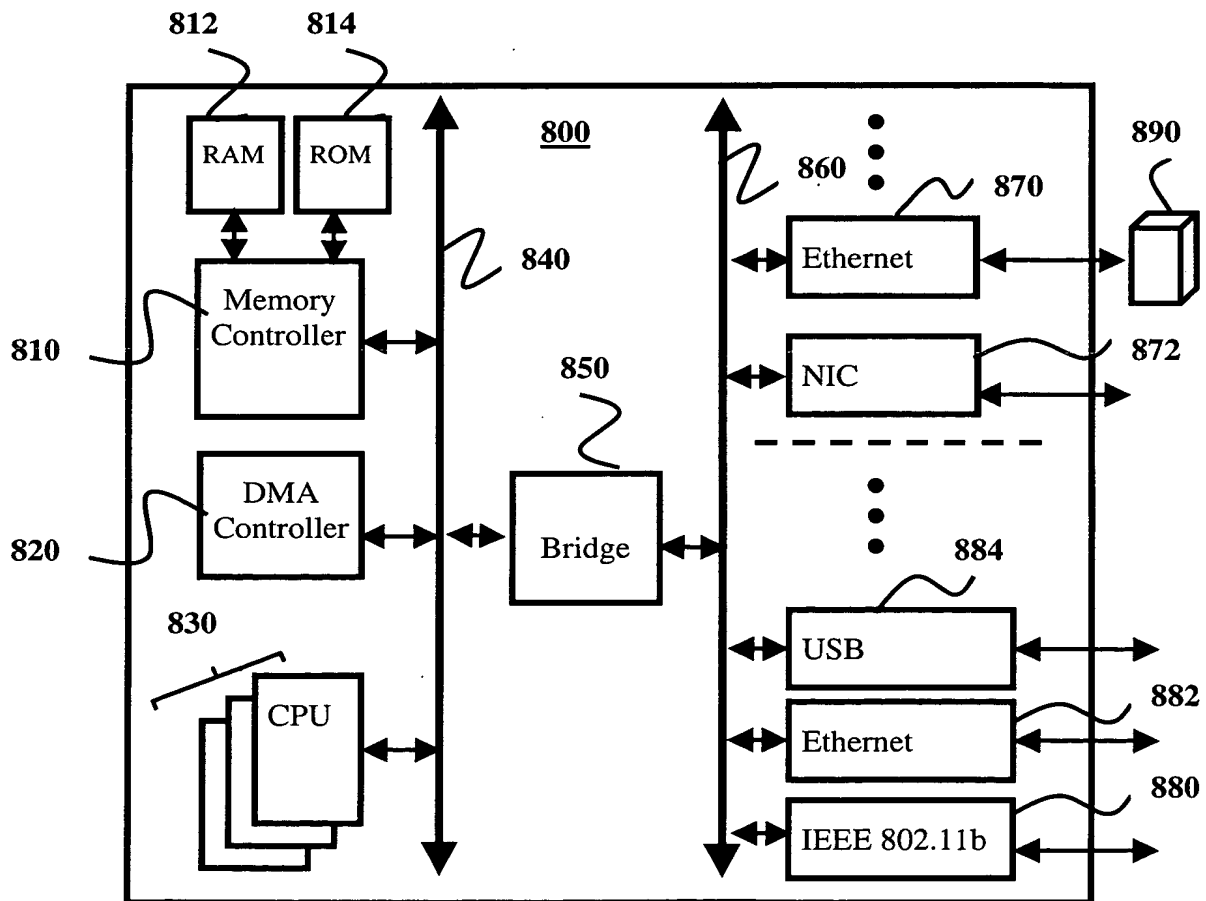 812
814
800
890
RAM
ROM
860
870
Ethernet
840
Memory
Controller
810
872
NIC
850
DMA
Controller
820
Bridge
884
830
USB
882
CPU
Ethernet
880
IEEE 802.11b